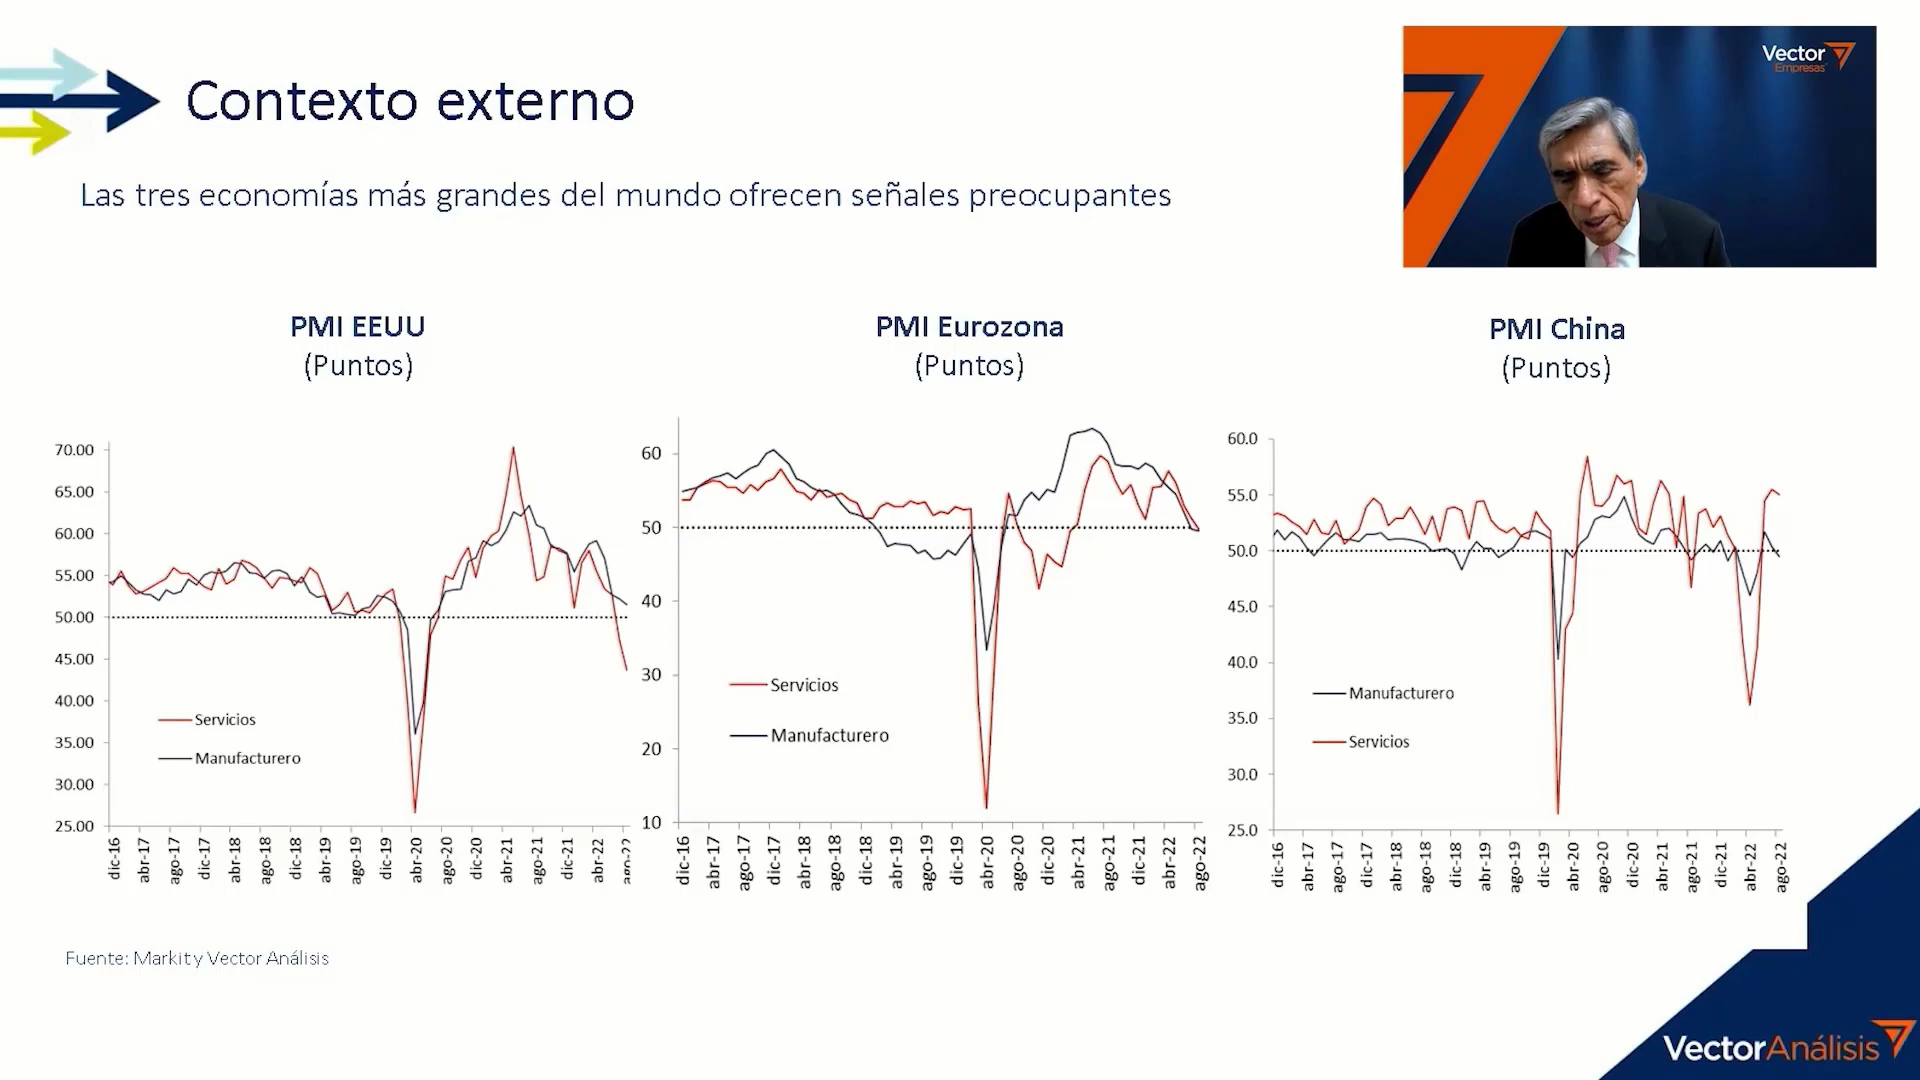 Contexto externo
Vector
Empresas
Las tres economías más grandes del mundo ofrecen señales preocupantes
PMI EEUU
(Puntos)
70.00
65.00
60.00
55.00
50.00
45.00
40.00
35.00
30.00
25.00
Servicios
Manufacturero
dic-16
abr-17
ago-17
dic-17
abr-18
ago-18
dic-18
abr-19
ago-19
dic-19
abr-20
ago-20
dic-20
abr-21
ago-21
dic-21
abr-22
ago-22
PMI Eurozona
(Puntos)
60
50
40
30
20
10
Servicios
Manufacturero
dic-16
abr-17
ago-17
dic-17
abr-18
ago-18
dic-18
abr-19
ago-19
dic-19
abr-20
ago-20
dic-20
abr-21
ago-21
dic-21
abr-22
ago-22
PMI China
(Puntos)
60.0
55.0
50.0
45.0
40.0
35.0
30.0
25.0
Manufacturero
Servicios
dic-16
abr-17
ago-17
dic-17
abr-18
ago-18
dic-18
abr-19
ago-19
dic-19
abr-20
ago-20
dic-20
abr-21
ago-21
dic-21
abr-22
ago-22
Fuente: Markit y Vector Análisis
VectorAnálisis